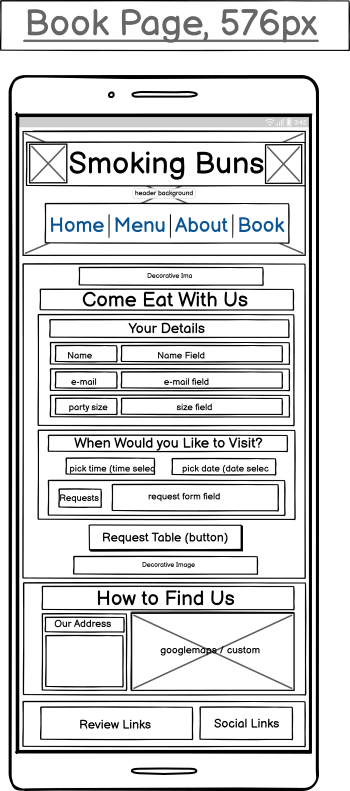 Book Page, 576px
3:42
Smoking Buns
header background
Home Menu About Book
Decorative Ima
Come Eat With Us
Your Details
Name Name Field
e-mail e-mail field
party size size field
When Would you Like to Visit?
pick time (time selec pick date (date selec
Requests request form field
Request Table (button)
Decorative Image
How to Find Us
Our Address
googlemaps / custom
Review Links Social Links